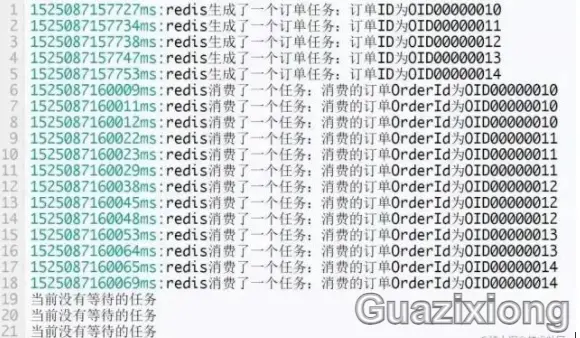 1 1525087157727ms:redis生成了一个订单任务:订单ID为OID00000010
2 1525087157734ms:redis生成了一个订单任务:订单ID为OID00000011
3 1525087157738ms:redis生成了一个订单任务:订单ID为OID00000012
4 1525087157747ms:redis生成了一个订单任务:订单ID为OID00000013
5 1525087157753ms:redis生成了一个订单任务:订单ID为OID00000014
6 1525087160009ms:redis消费了一个任务:消费的订单OrderId为OID00000010
7 1525087160011ms:redis消费了一个任务:消费的订单OrderId为OID00000010
8 1525087160012ms:redis消费了一个任务:消费的订单OrderId为OID00000010
9 1525087160022ms:redis消费了一个任务:消费的订单OrderId为OID00000011
10 1525087160023ms:redis消费了一个任务:消费的订单OrderId为OID00000011
11 1525087160029ms:redis消费了一个任务:消费的订单OrderId为OID00000011
12 1525087160038ms:redis消费了一个任务:消费的订单OrderId为OID00000012
13 1525087160045ms:redis消费了一个任务:消费的订单OrderId为OID00000012
14 1525087160048ms:redis消费了一个任务:消费的订单OrderId为OID00000012
15 1525087160053ms:redis消费了一个任务:消费的订单OrderId为OID00000013
16 1525087160064ms:redis消费了一个任务:消费的订单OrderId为OID00000013
17 1525087160065ms:redis消费了一个任务:消费的订单OrderId为OID00000014
18 1525087160069ms:redis消费了一个任务:消费的订单OrderId为OID00000014
19 当前没有等待的任务
20 当前没有等待的任务
21 当前没有等待的任务
Guazixiong